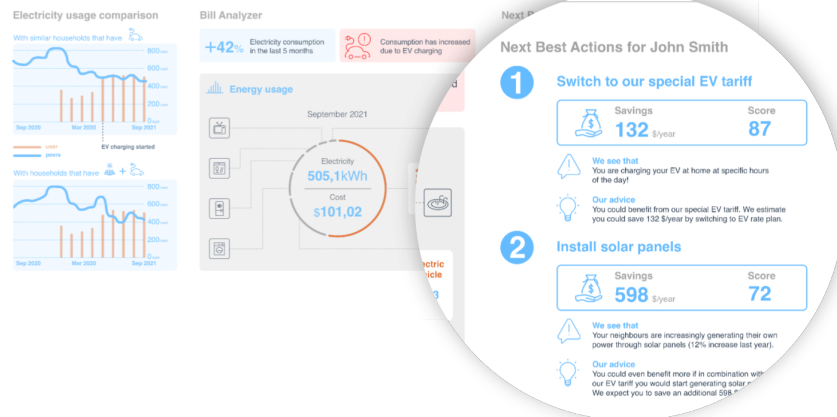 Electricity usage comparison
With similar households that have
800
600
400
200
0
Sep 2020 Mar 2020 Sep 2021
user
peers
EV charging started
With households that have +
800
600
400
200
0
Sep 2020 Mar 2020 Sep 2021
Bill Analyzer
+42%
Electricity consumption
in the last 5 months
Consumption has increased
due to EV charging
Energy usage
September 2021
Electricity
505,1kWh
Cost
$101,02
Next
Next Best Actions for John Smith
1
Switch to our special EV tariff
Savings
132 $/year
Score
87
We see that
You are charging your EV at home at specific hours
of the day!
Our advice
You could benefit from our special EV tariff. We estimate
you could save 132 $/year by switching to EV rate plan.
2
Install solar panels
Savings
598 $/year
Score
72
We see that
Your neighbours are increasingly generating their own
power through solar panels (12% increase last year).
Our advice
You could even benefit more if in combination with
our EV tariff you would start generating solar
We expect you to save an additional 598